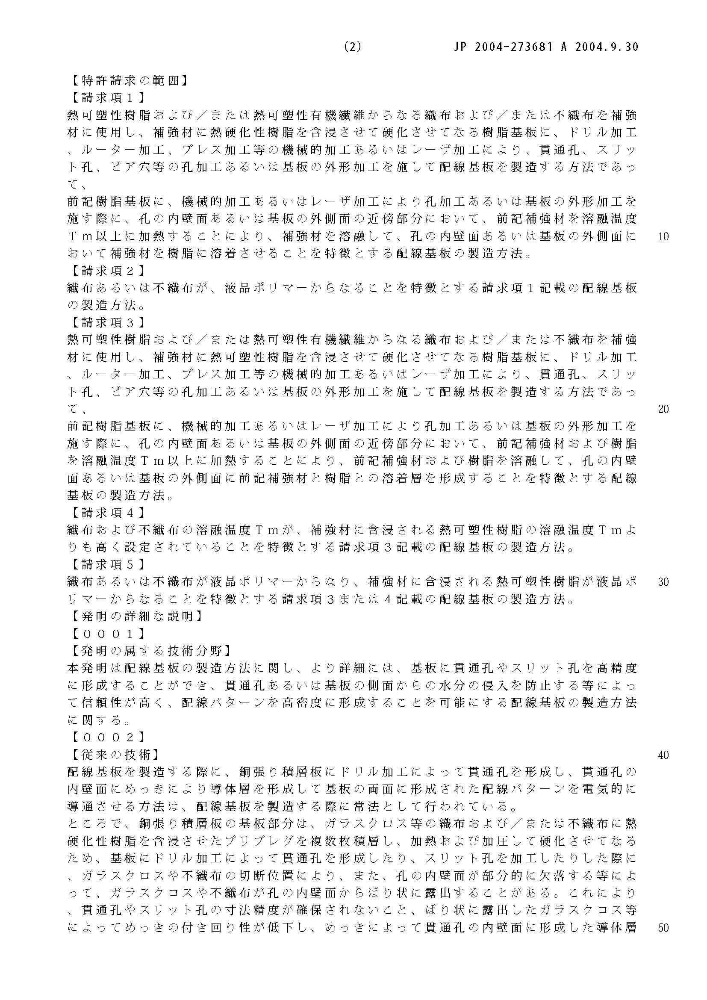 (2)　JP 2004-273681 A 2004.9.30
【特許請求の範囲】
【請求項１】
熱可塑性樹脂および／または熱可塑性有機繊維からなる織布および／または不織布を補強
材に使用し、補強材に熱硬化性樹脂を含浸させて硬化させてなる樹脂基板に、ドリル加工
、ルーター加工、プレス加工等の機械的加工あるいはレーザ加工により、貫通孔、スリッ
ト孔、ビア穴等の孔加工あるいは基板の外形加工を施して配線基板を製造する方法であっ
て、
前記樹脂基板に、機械的加工あるいはレーザ加工により孔加工あるいは基板の外形加工を
施す際に、孔の内壁面あるいは基板の外側面の近傍部分において、前記補強材を溶融温度
Ｔｍ以上に加熱することにより、補強材を溶融して、孔の内壁面あるいは基板の外側面に　10
おいて補強材を樹脂に溶着させることを特徴とする配線基板の製造方法。
【請求項２】
織布あるいは不織布が、液晶ポリマーからなることを特徴とする請求項１記載の配線基板
の製造方法。
【請求項３】
熱可塑性樹脂および／または熱可塑性有機繊維からなる織布および／または不織布を補強
材に使用し、補強材に熱可塑性樹脂を含浸させて硬化させてなる樹脂基板に、ドリル加工
、ルーター加工、プレス加工等の機械的加工あるいはレーザ加工により、貫通孔、スリッ
ト孔、ビア穴等の孔加工あるいは基板の外形加工を施して配線基板を製造する方法であっ
て、　20
前記樹脂基板に、機械的加工あるいはレーザ加工により孔加工あるいは基板の外形加工を
施す際に、孔の内壁面あるいは基板の外側面の近傍部分において、前記補強材および樹脂
を溶融温度Ｔｍ以上に加熱することにより、前記補強材および樹脂を溶融して、孔の内壁
面あるいは基板の外側面に前記補強材と樹脂との溶着層を形成することを特徴とする配線
基板の製造方法。
【請求項４】
織布および不織布の溶融温度Ｔｍが、補強材に含浸される熱可塑性樹脂の溶融温度Ｔｍよ
りも高く設定されていることを特徴とする請求項３記載の配線基板の製造方法。
【請求項５】
織布あるいは不織布が液晶ポリマーからなり、補強材に含浸される熱可塑性樹脂が液晶ポ　30
リマーからなることを特徴とする請求項３または４記載の配線基板の製造方法。
【発明の詳細な説明】
【０００１】
【発明の属する技術分野】
本発明は配線基板の製造方法に関し、より詳細には、基板に貫通孔やスリット孔を高精度
に形成することができ、貫通孔あるいは基板の側面からの水分の侵入を防止する等によっ
て信頼性が高く、配線パターンを高密度に形成することを可能にする配線基板の製造方法
に関する。
【０００２】
【従来の技術】　40
配線基板を製造する際に、銅張り積層板にドリル加工によって貫通孔を形成し、貫通孔の
内壁面にめっきにより導体層を形成して基板の両面に形成された配線パターンを電気的に
導通させる方法は、配線基板を製造する際に常法として行われている。
ところで、銅張り積層板の基板部分は、ガラスクロス等の織布および／または不織布に熱
硬化性樹脂を含浸させたプリプレグを複数枚積層し、加熱および加圧して硬化させてなる
ため、基板にドリル加工によって貫通孔を形成したり、スリット孔を加工したりした際に
、ガラスクロスや不織布の切断位置により、また、孔の内壁面が部分的に欠落する等によ
って、ガラスクロスや不織布が孔の内壁面からばり状に露出することがある。これにより
、貫通孔やスリット孔の寸法精度が確保されないこと、ばり状に露出したガラスクロス等
によってめっきの付き回り性が低下し、めっきによって貫通孔の内壁面に形成した導体層　50